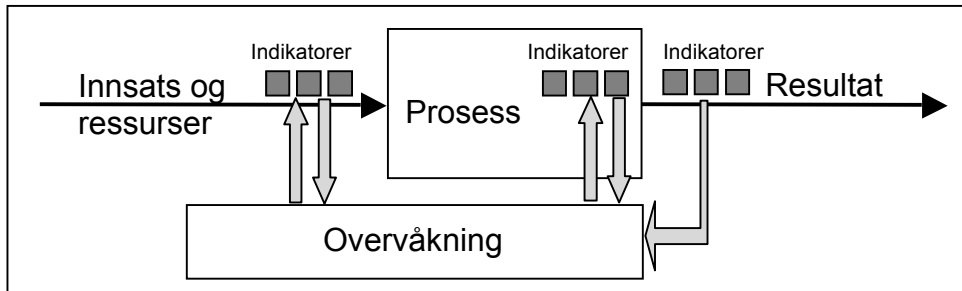 Indikatorer
Indikatorer
Indikatorer
Innsats og
ressurser
Prosess
Resultat
Overvåkning